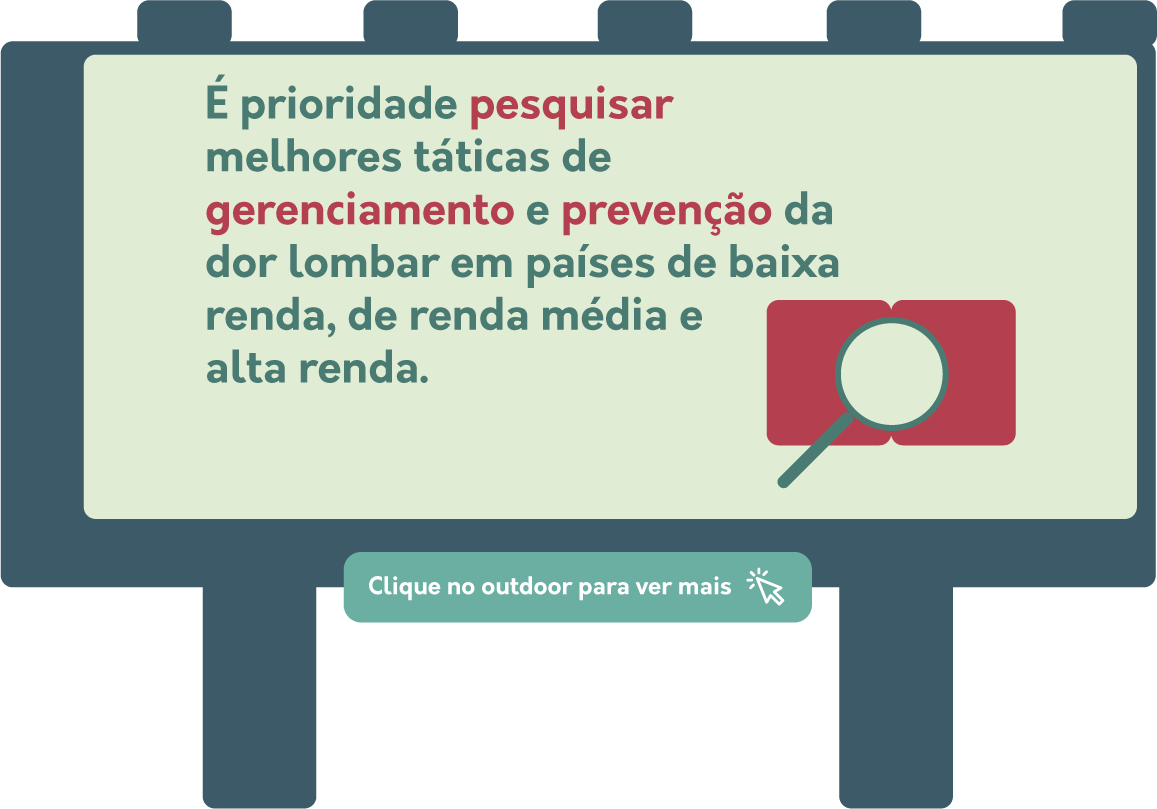 É prioridade pesquisar
melhores táticas de
gerenciamento e prevenção da
dor lombar em países de baixa
renda, de renda média e
alta renda.
Clique no outdoor para ver mais